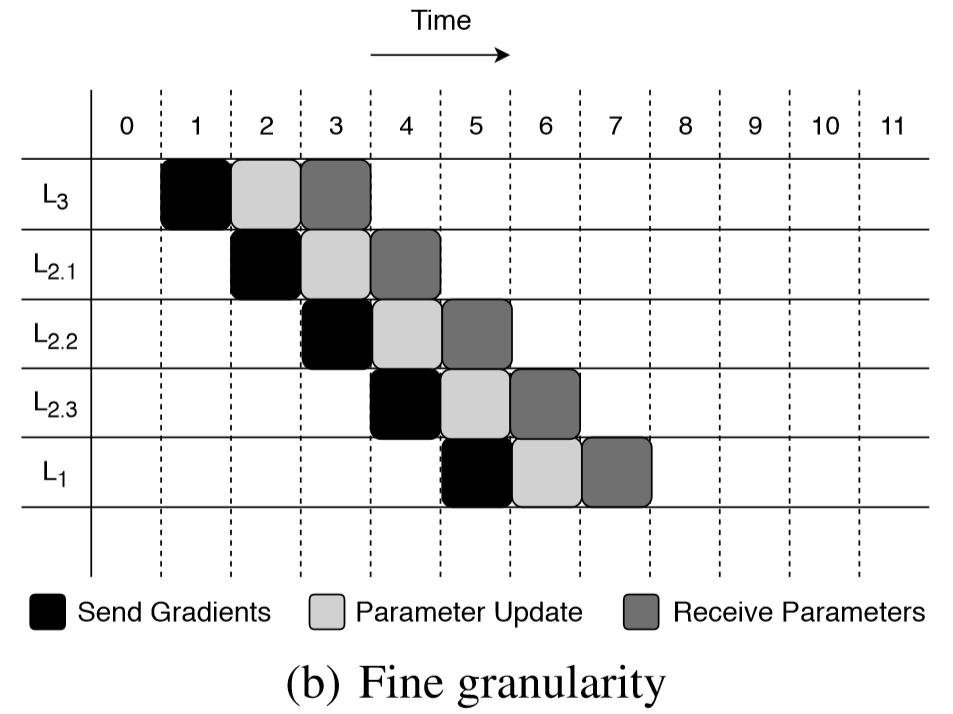 Time
0 1 2 3 4 5 6 7 8 9 10 11
L3
L2.1
L2.2
L2.3
L1
Send Gradients Parameter Update Receive Parameters
(b) Fine granularity